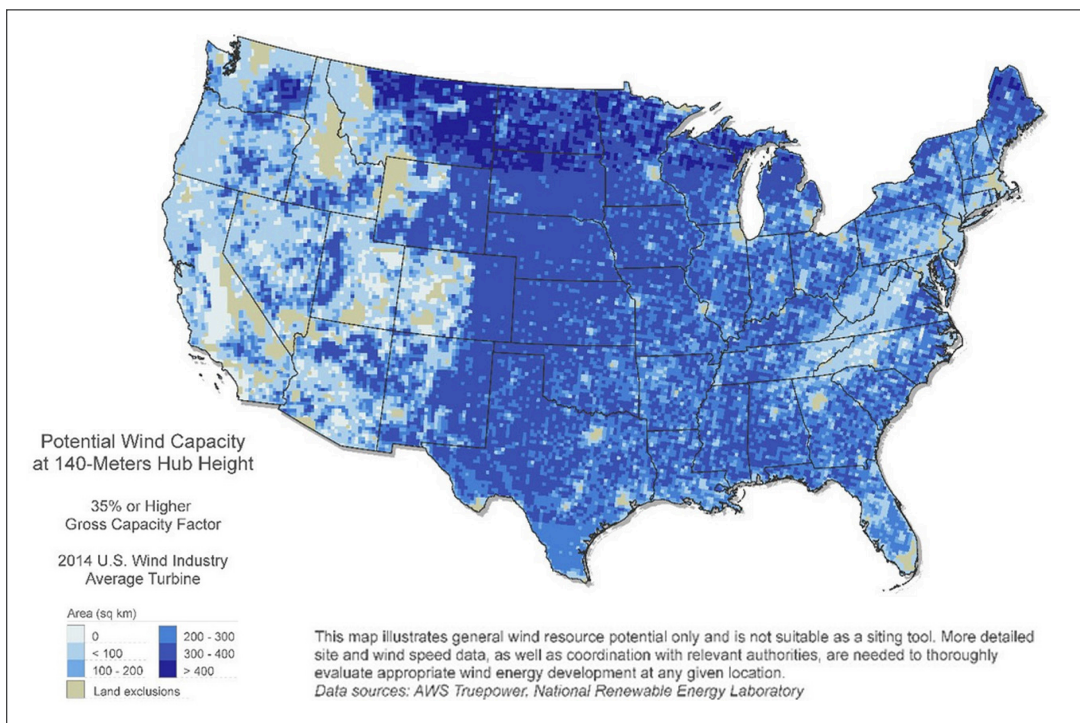 Potential Wind Capacity
at 140-Meters Hub Height
35% or Higher
Gross Capacity Factor
2014 U.S. Wind Industry
Average Turbine
Area (sq km)
0
< 100
100 - 200
200 - 300
300 - 400
> 400
Land exclusions
This map illustrates general wind resource potential only and is not suitable as a siting tool. More detailed
site and wind speed data, as well as coordination with relevant authorities, are needed to thoroughly
evaluate appropriate wind energy development at any given location.
Data sources: AWS Truepower, National Renewable Energy Laboratory